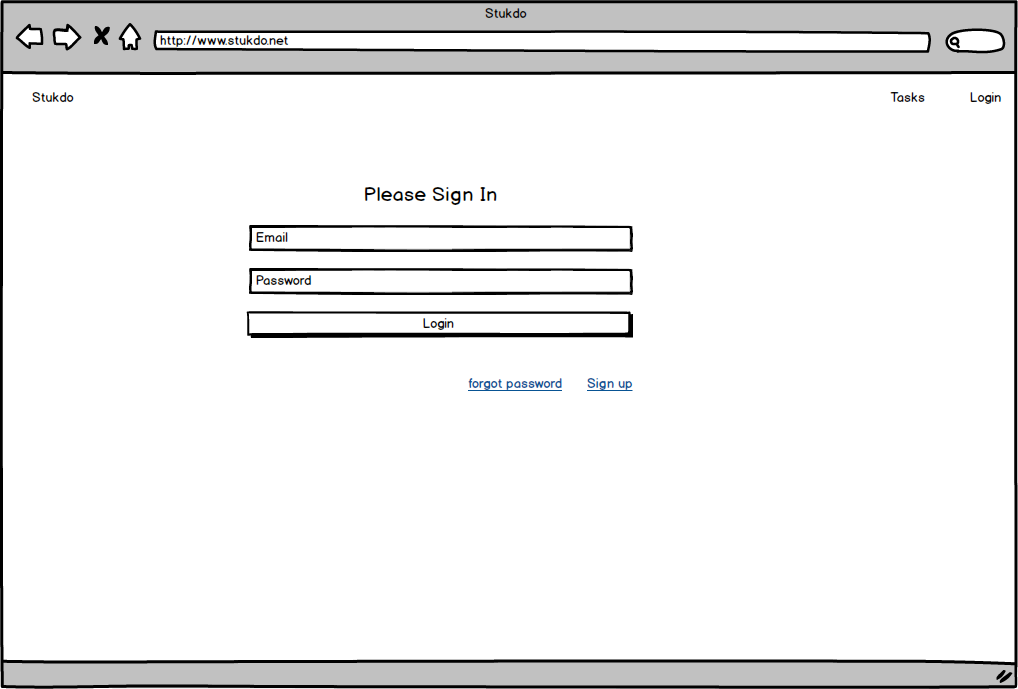 Stukdo
http://www.stukdo.net
Stukdo Tasks Login
Please Sign In
Email
Password
Login
forgot password Sign up